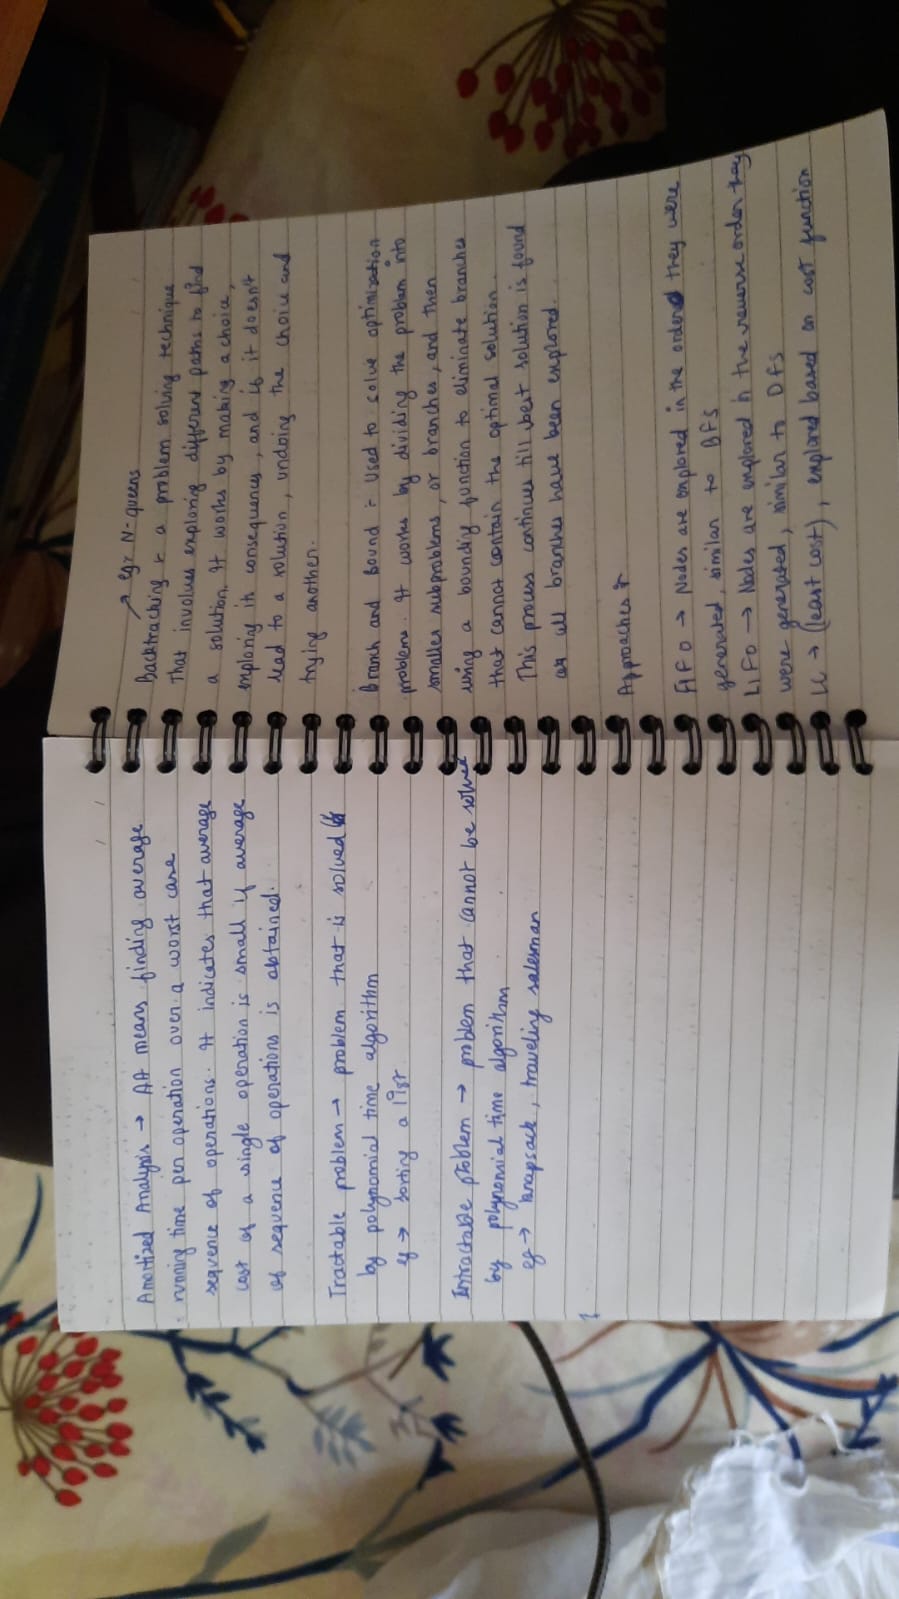 Amortized Analysis → AA means finding average
running time per operation over a worst case
sequence of operations. It indicates that average
cost of a single operation is small if average
of sequence of operations is obtained.
Tractable problem → problem that is solved
by polynomial time algorithm
eg → sorting a list
Intractable problem → problem that cannot be solved
by polynomial time algorithm
eg → knapsack, traveling salesman
→ eg:- N-queens
Backtracking :- a problem solving technique
that involves exploring different paths to find
a solution. It works by making a choice,
exploring its consequences, and if it doesn't
lead to a solution, undoing the choice and
trying another.
Branch and Bound :- Used to solve optimization
problems. It works by dividing the problem into
smaller subproblems, or branches, and then
using a bounding function to eliminate branches
that cannot contain the optimal solution.
This process continues till best solution is found
or all branches have been explored.
Approaches :-
FIFO → Nodes are explored in the order they were
generated, similar to BFS
LIFO → Nodes are explored in the reverse order they
were generated, similar to DFS
LC → (least cost), explored based on cost function